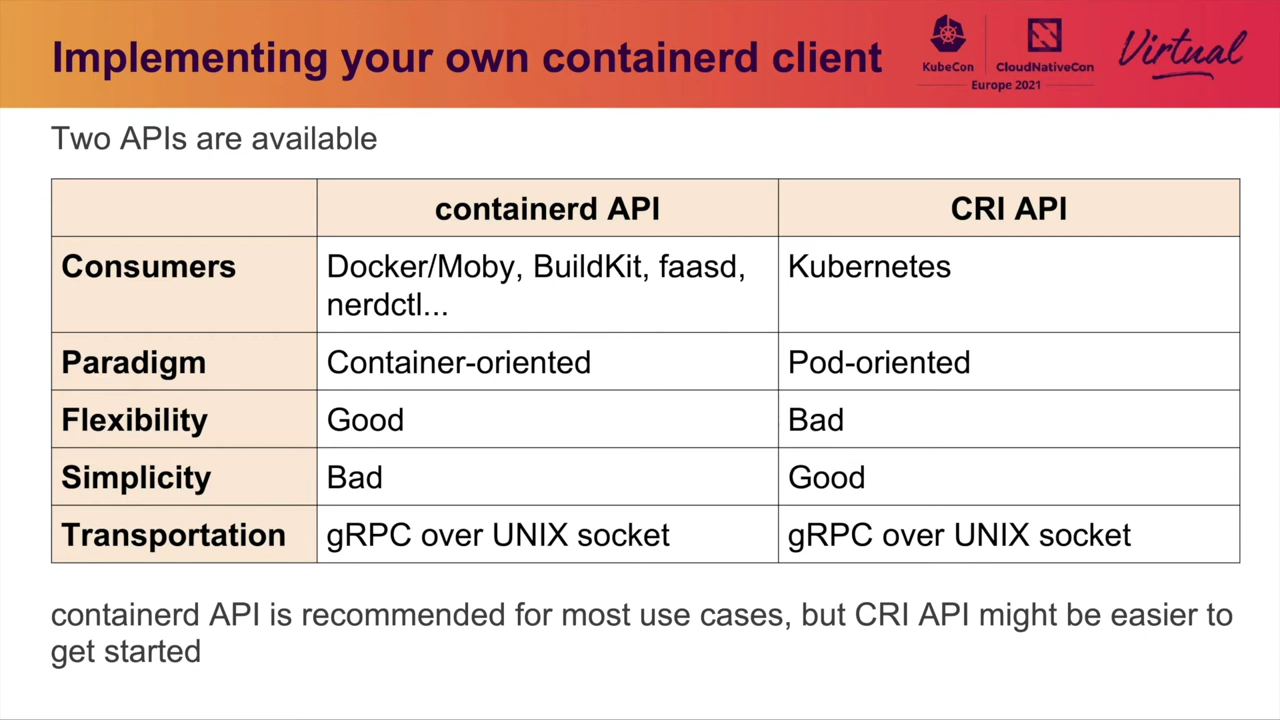 Implementing your own containerd client
KubeCon
CloudNativeCon
Europe 2021
Virtual
Two APIs are available
containerd API
CRI API
Consumers
Docker/Moby, BuildKit, faasd,
nerdctl...
Kubernetes
Paradigm
Container-oriented
Pod-oriented
Flexibility
Good
Bad
Simplicity
Bad
Good
Transportation
gRPC over UNIX socket
gRPC over UNIX socket
containerd API is recommended for most use cases, but CRI API might be easier to
get started